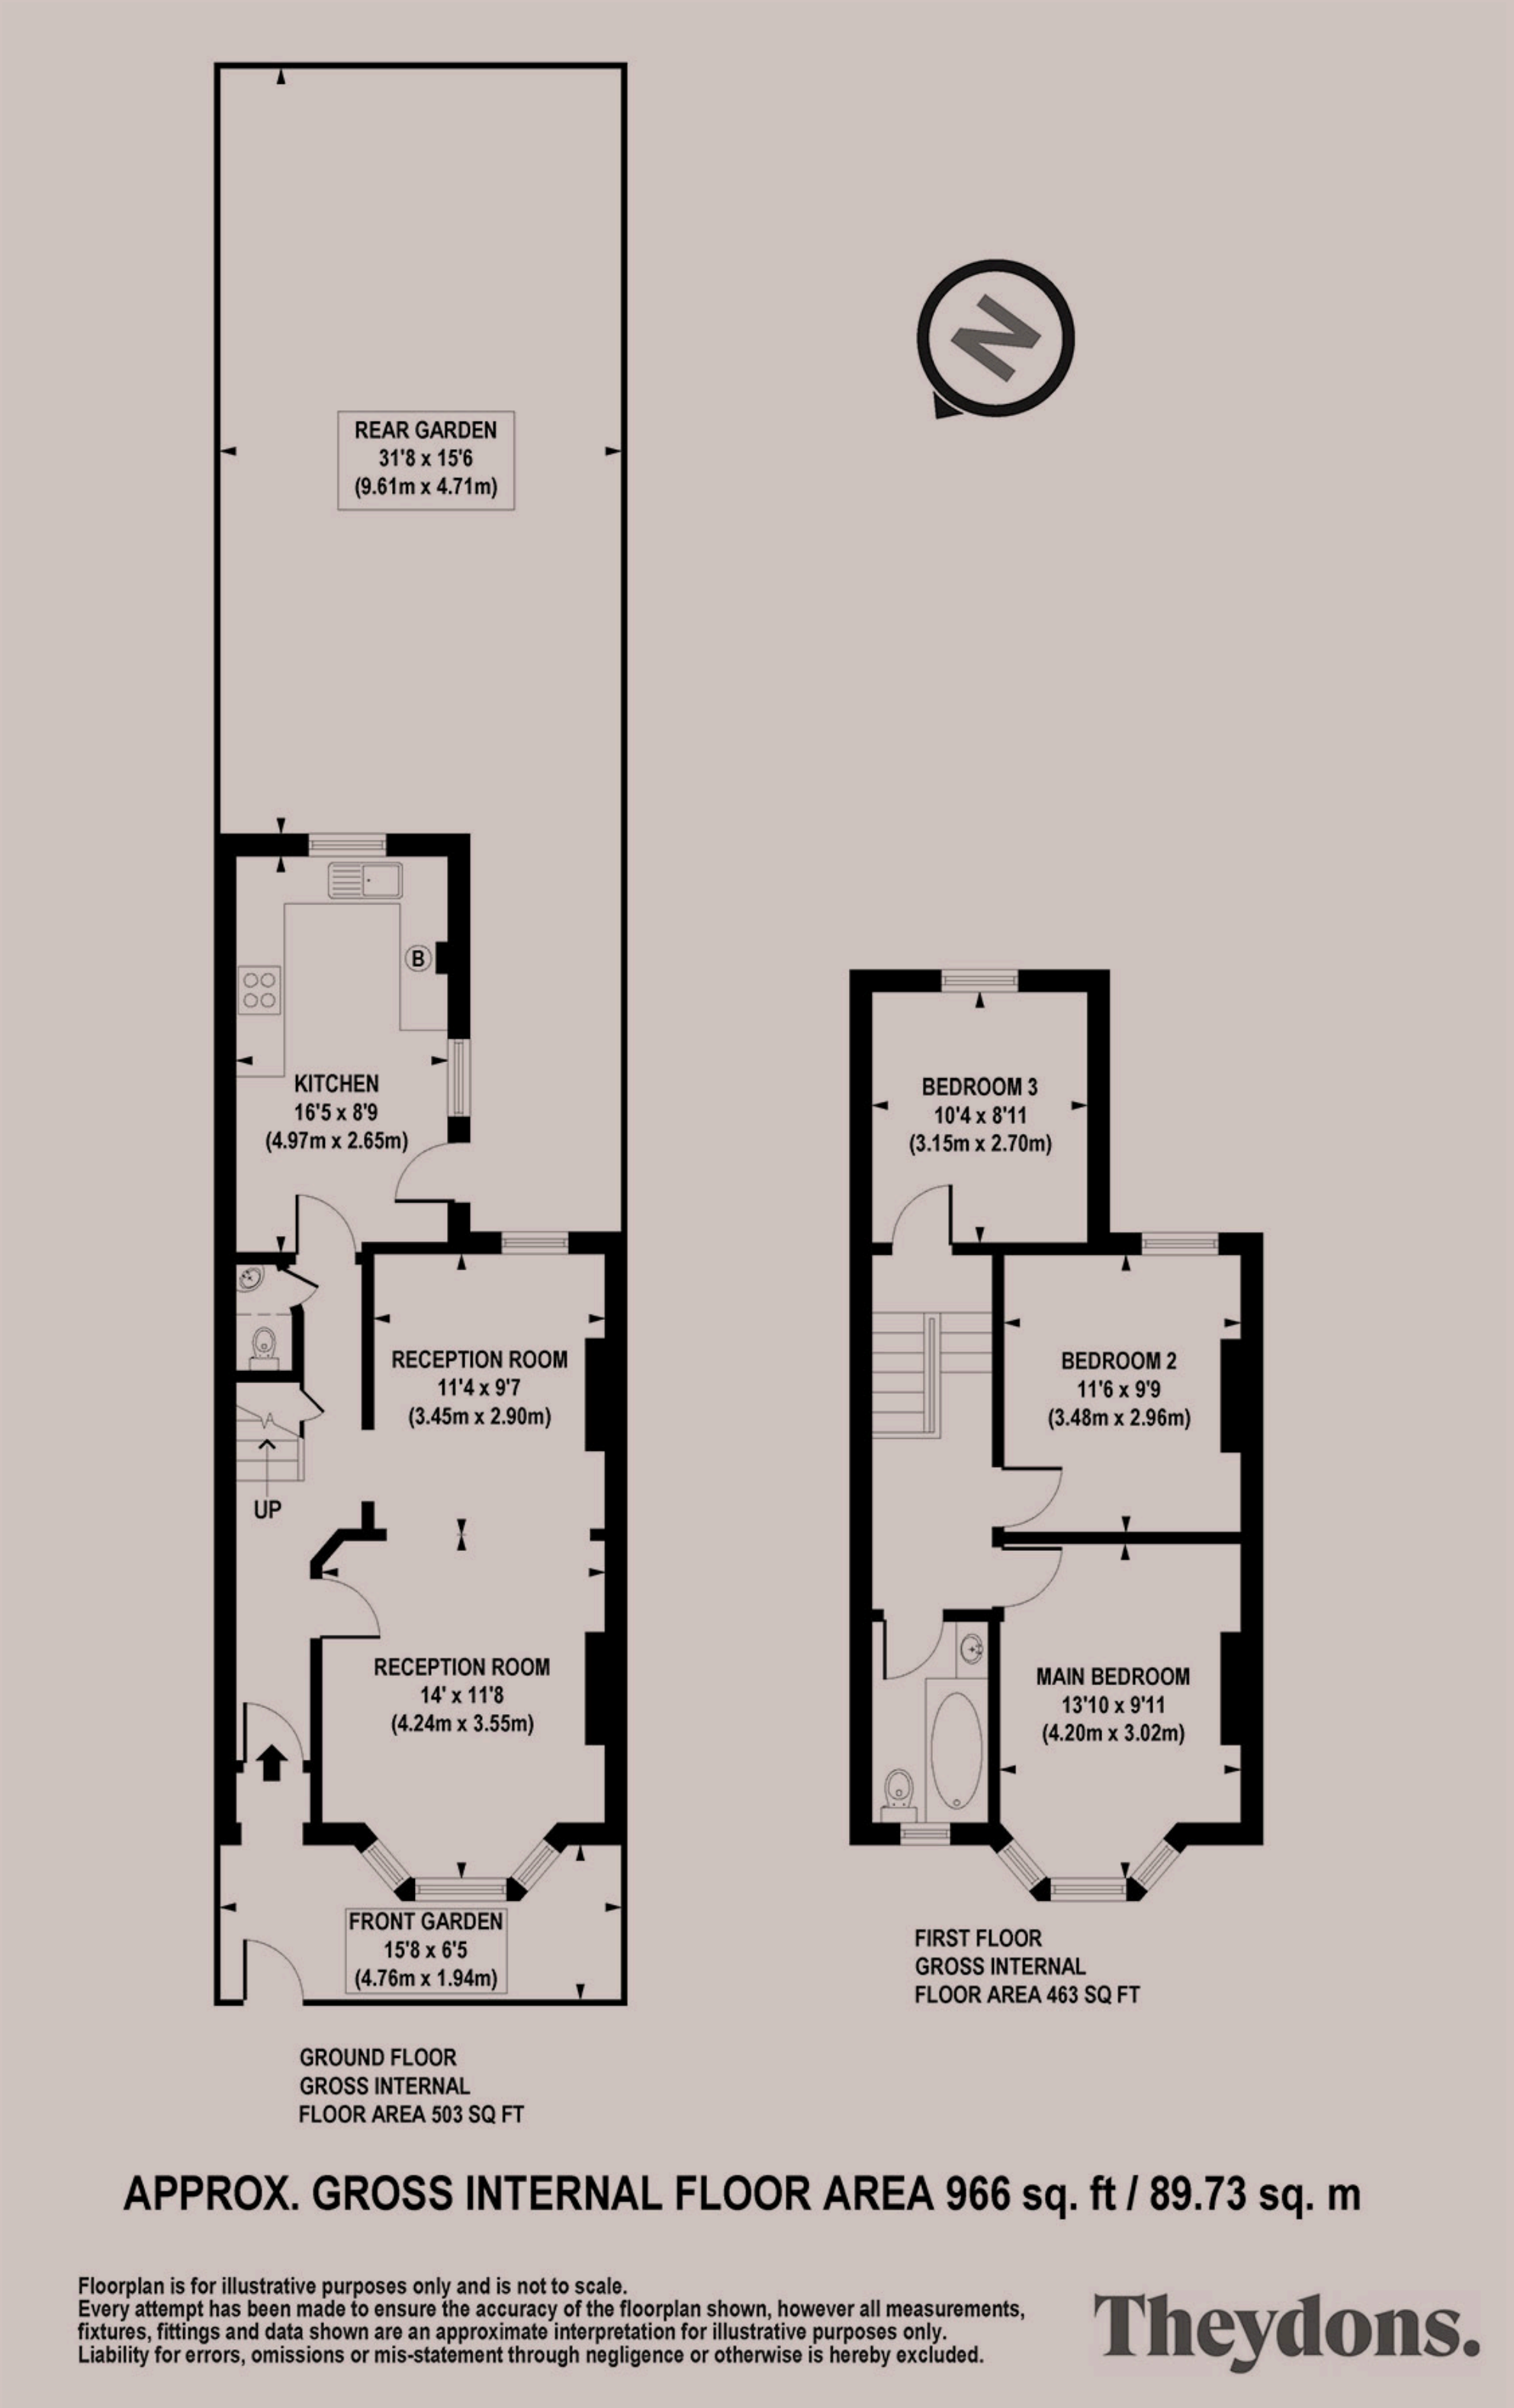 REAR GARDEN
31'8 x 15'6
(9.61m x 4.71m)
N
B
KITCHEN
16'5 x 8'9
(4.97m x 2.65m)
RECEPTION ROOM
11'4 x 9'7
(3.45m x 2.90m)
UP
RECEPTION ROOM
14' x 11'8
(4.24m x 3.55m)
FRONT GARDEN
15'8 x 6'5
(4.76m x 1.94m)
GROUND FLOOR
GROSS INTERNAL
FLOOR AREA 503 SQ FT
BEDROOM 3
10'4 x 8'11
(3.15m x 2.70m)
BEDROOM 2
11'6 x 9'9
(3.48m x 2.96m)
MAIN BEDROOM
13'10 x 9'11
(4.20m x 3.02m)
FIRST FLOOR
GROSS INTERNAL
FLOOR AREA 463 SQ FT
APPROX. GROSS INTERNAL FLOOR AREA 966 sq. ft / 89.73 sq. m
Floorplan is for illustrative purposes only and is not to scale.
Every attempt has been made to ensure the accuracy of the floorplan shown, however all measurements,
fixtures, fittings and data shown are an approximate interpretation for illustrative purposes only.
Liability for errors, omissions or mis-statement through negligence or otherwise is hereby excluded.
Theydons.